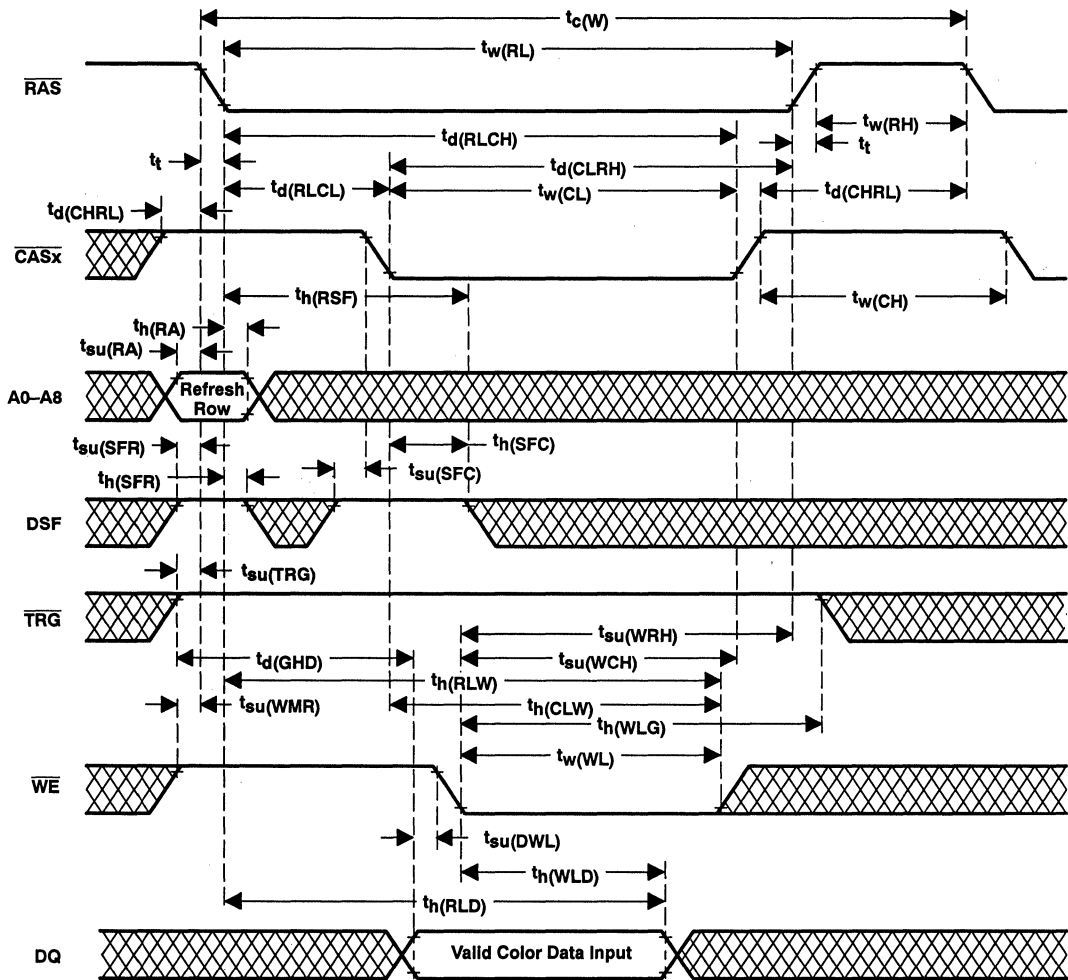 tc(W)
tw(RL)
RAS
tw(RH)
td(RLCH)
tt
tt
td(CLRH)
td(RLCL)
tw(CL)
td(CHRL)
td(CHRL)
CASx
th(RSF)
tw(CH)
th(RA)
tsu(RA)
A0–A8
Refresh
Row
tsu(SFR)
th(SFC)
tsu(SFC)
th(SFR)
DSF
tsu(TRG)
TRG
tsu(WRH)
td(GHD)
tsu(WCH)
th(RLW)
tsu(WMR)
th(CLW)
th(WLG)
tw(WL)
WE
tsu(DWL)
th(WLD)
th(RLD)
DQ
Valid Color Data Input